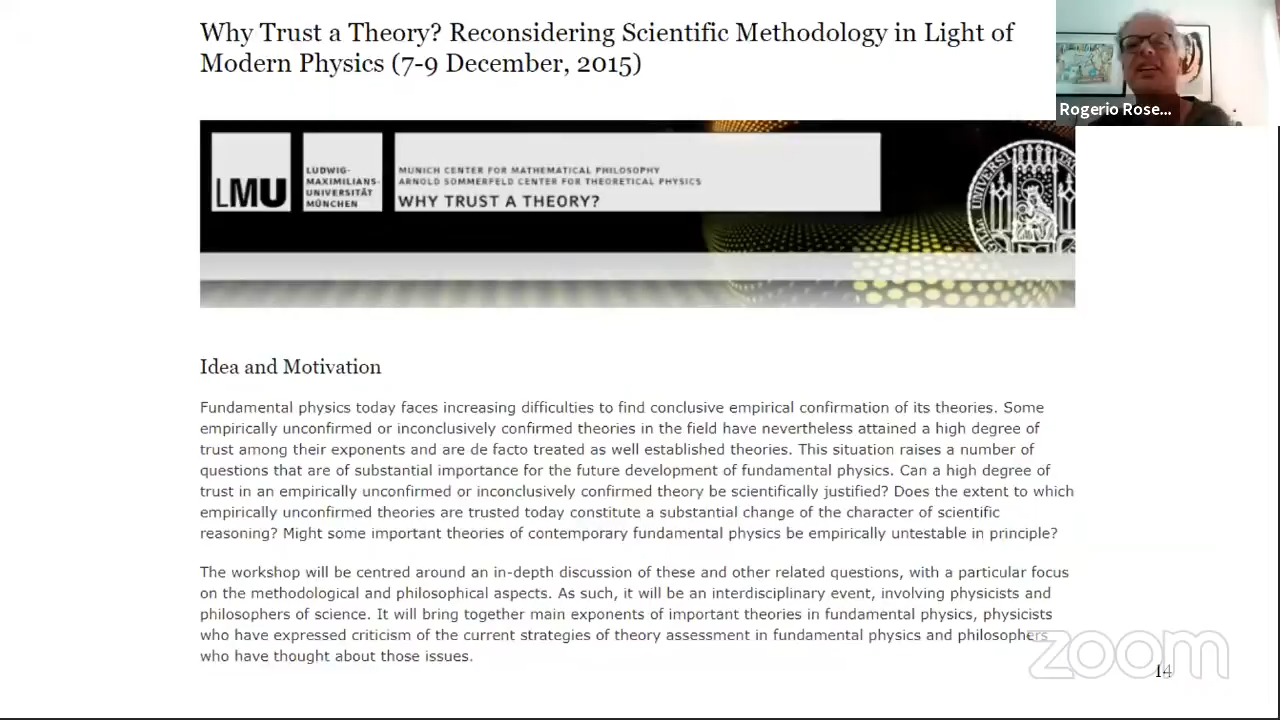 Why Trust a Theory? Reconsidering Scientific Methodology in Light of
Modern Physics (7-9 December, 2015)
Rogerio Rose...
LMU
LUDWIG-
MAXIMILIANS-
UNIVERSITÄT
MÜNCHEN
MUNICH CENTER FOR MATHEMATICAL PHILOSOPHY
ARNOLD SOMMERFELD CENTER FOR THEORETICAL PHYSICS
WHY TRUST A THEORY?
Idea and Motivation
Fundamental physics today faces increasing difficulties to find conclusive empirical confirmation of its theories. Some
empirically unconfirmed or inconclusively confirmed theories in the field have nevertheless attained a high degree of
trust among their exponents and are de facto treated as well established theories. This situation raises a number of
questions that are of substantial importance for the future development of fundamental physics. Can a high degree of
trust in an empirically unconfirmed or inconclusively confirmed theory be scientifically justified? Does the extent to which
empirically unconfirmed theories are trusted today constitute a substantial change of the character of scientific
reasoning? Might some important theories of contemporary fundamental physics be empirically untestable in principle?
The workshop will be centred around an in-depth discussion of these and other related questions, with a particular focus
on the methodological and philosophical aspects. As such, it will be an interdisciplinary event, involving physicists and
philosophers of science. It will bring together main exponents of important theories in fundamental physics, physicists
who have expressed criticism of the current strategies of theory assessment in fundamental physics and philosophers
who have thought about those issues.
zoom
14